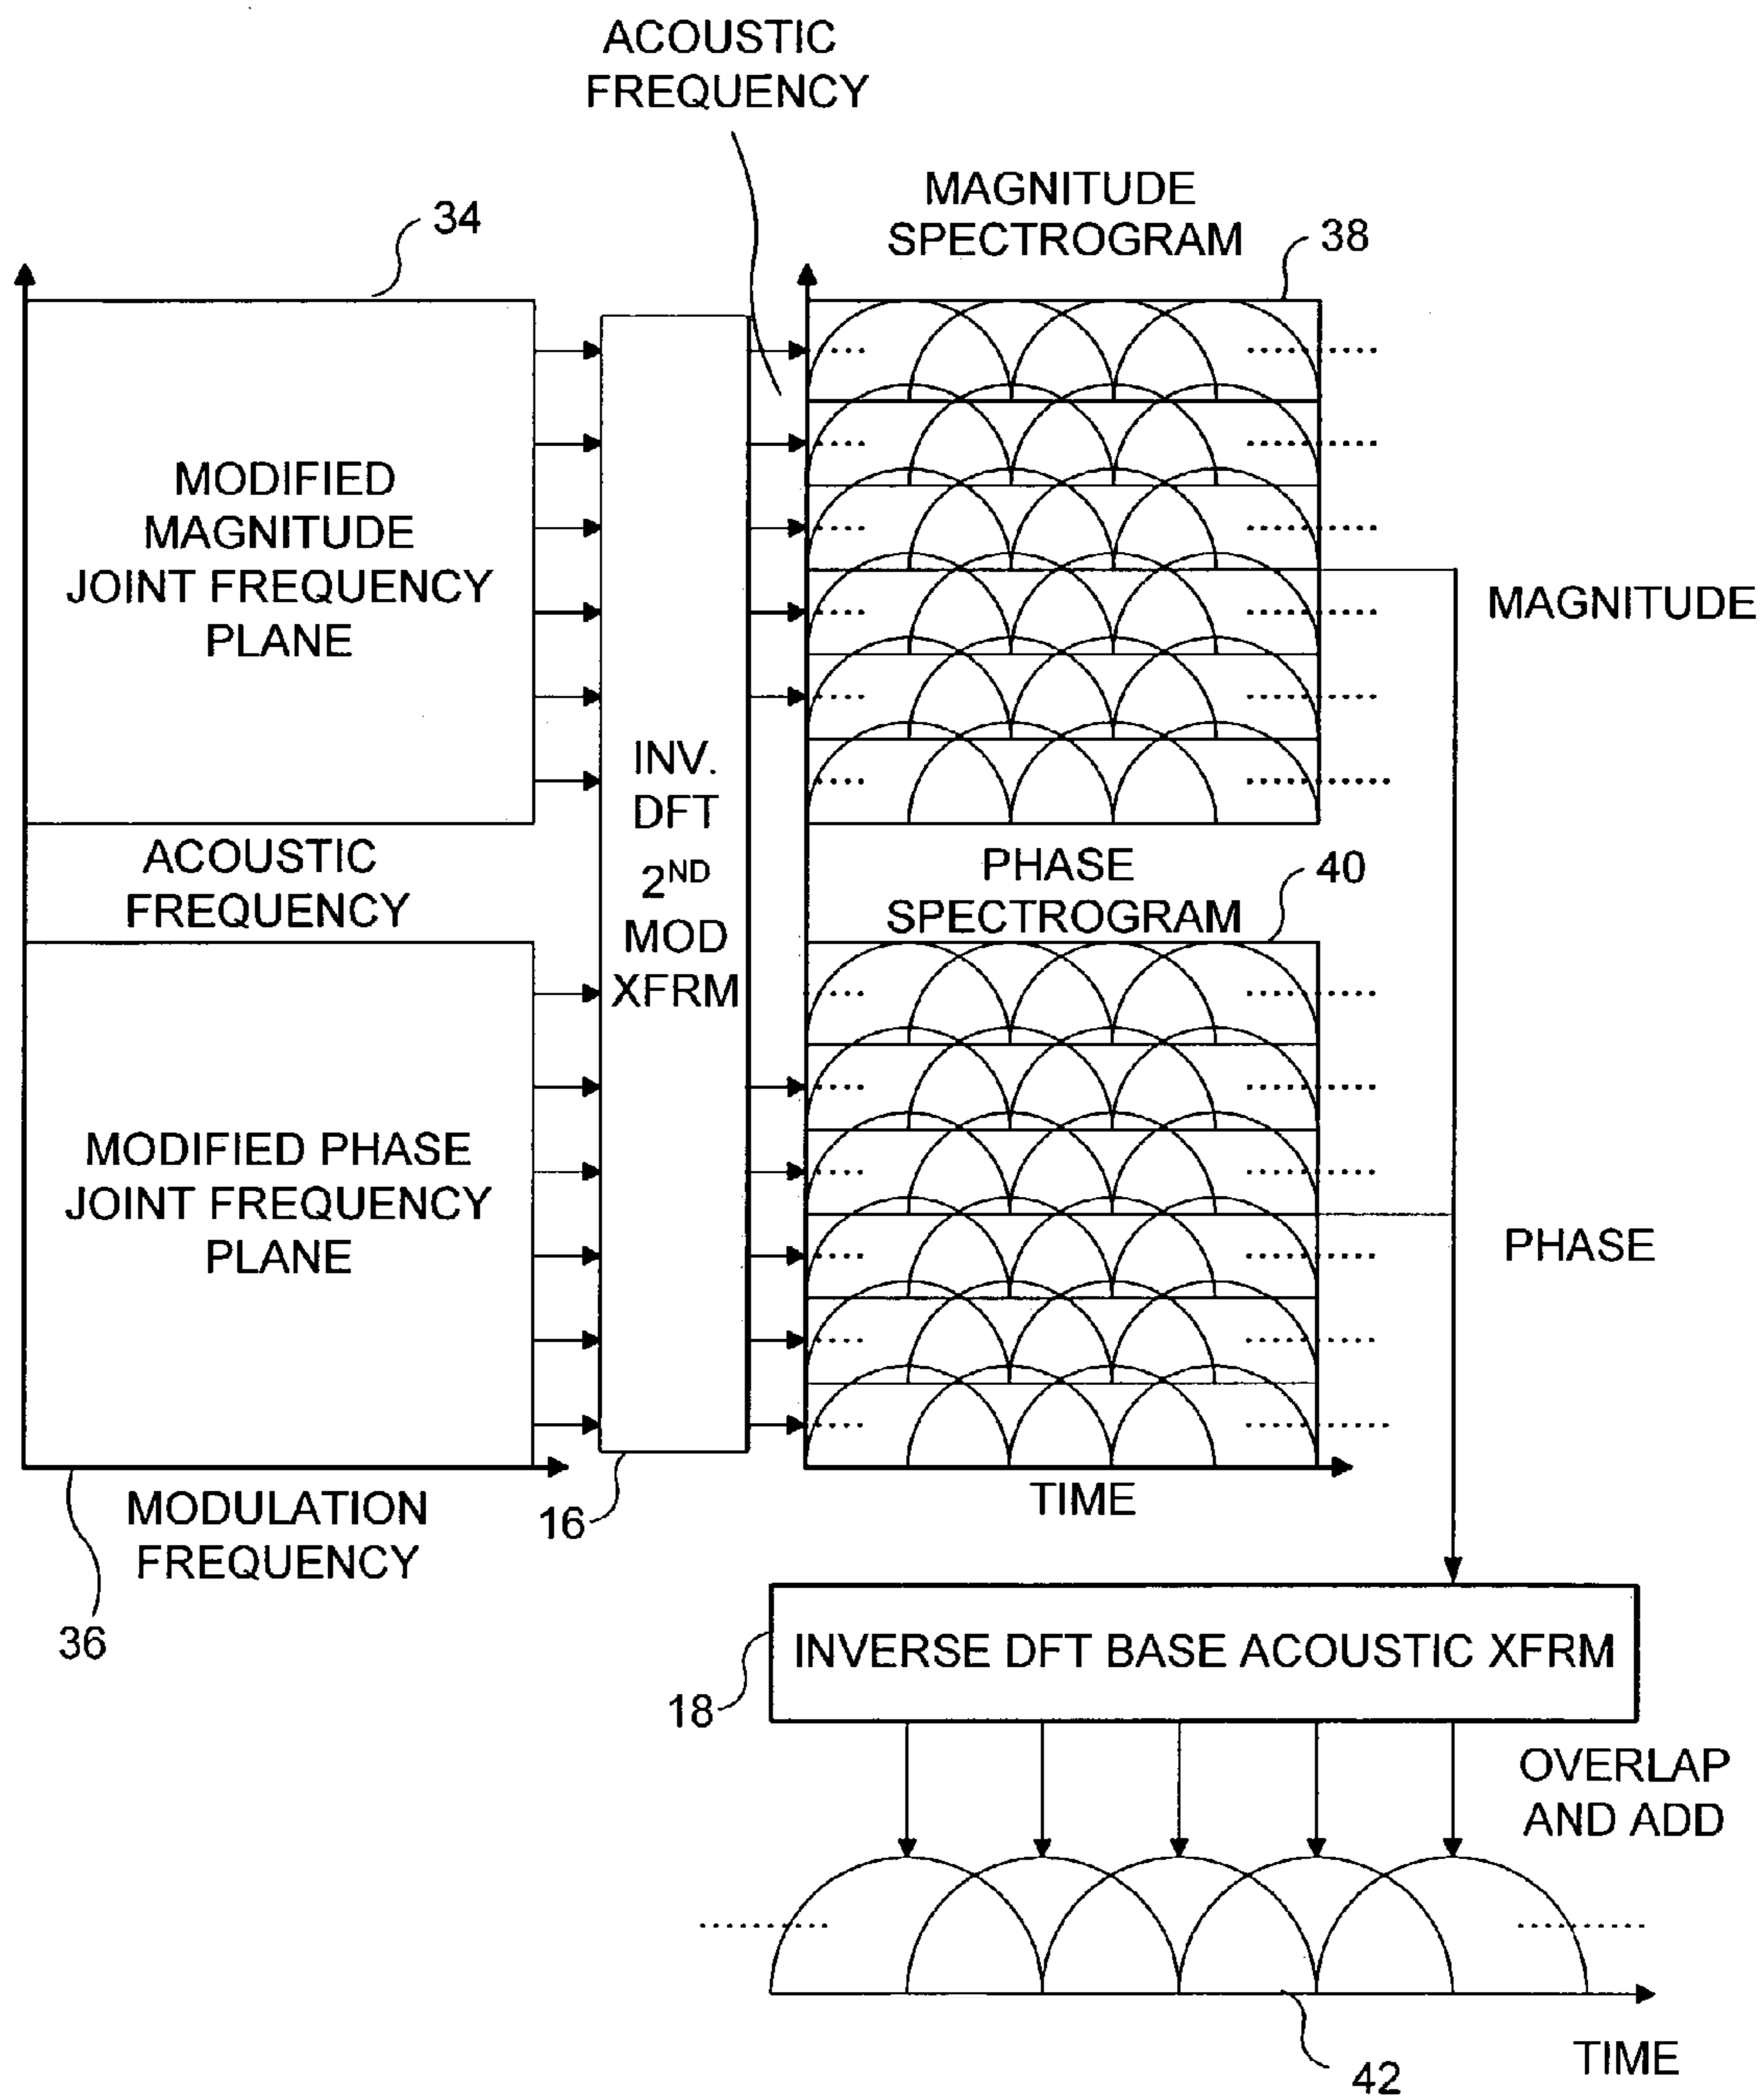 ACOUSTIC
FREQUENCY
MAGNITUDE
SPECTROGRAM
34
38
MODIFIED
MAGNITUDE
JOINT FREQUENCY
PLANE
MAGNITUDE
INV.
DFT
2ND
MOD
XFRM
ACOUSTIC
FREQUENCY
PHASE
SPECTROGRAM
40
MODIFIED PHASE
JOINT FREQUENCY
PLANE
PHASE
MODULATION
FREQUENCY
16
TIME
36
18
INVERSE DFT BASE ACOUSTIC XFRM
OVERLAP
AND ADD
42
TIME